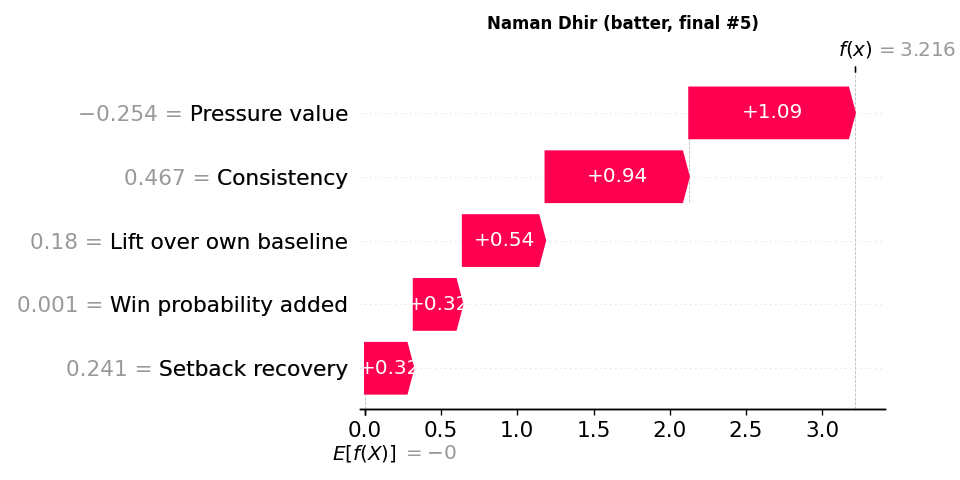 Naman Dhir (batter, final #5)
f(x) = 3.216
−0.254 = Pressure value
+1.09
0.467 = Consistency
+0.94
0.18 = Lift over own baseline
+0.54
0.001 = Win probability added
+0.32
0.241 = Setback recovery
+0.32
0.0 0.5 1.0 1.5 2.0 2.5 3.0
E[f(X)] = −0